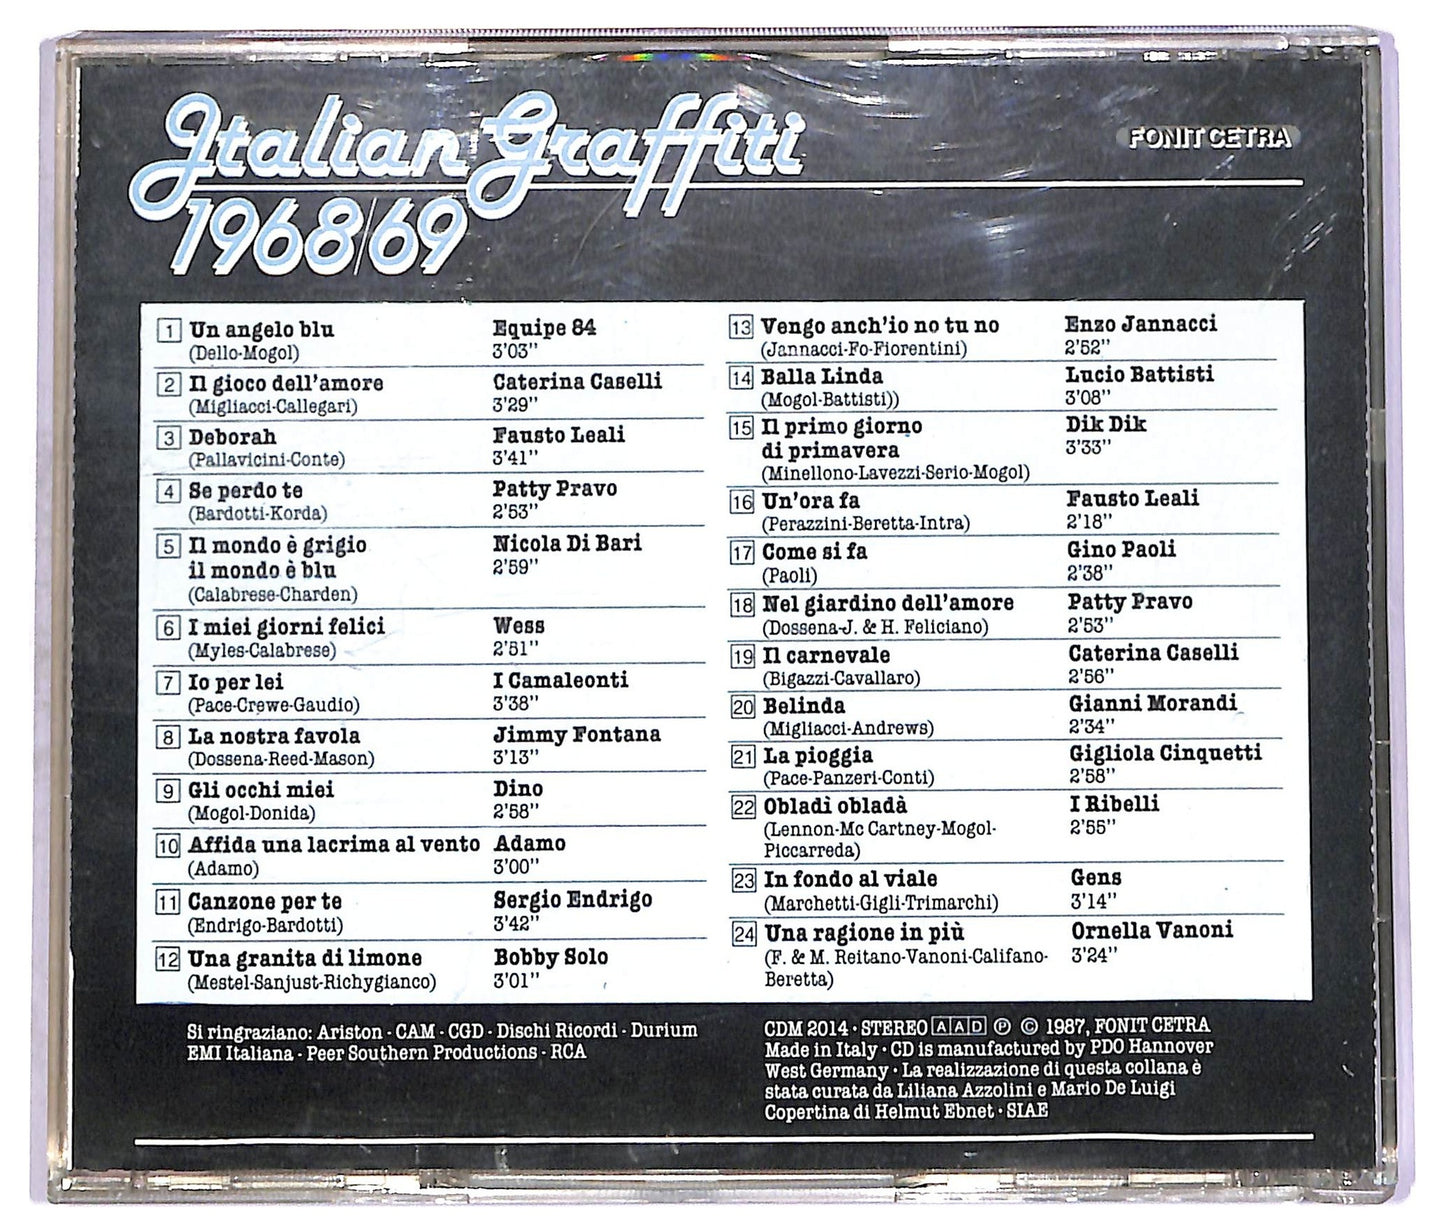 Italian Graffiti
1968/69
FONIT CETRA
1 Un angelo blu Equipe 84
(Dello-Mogol) 3'03"
2 Il gioco dell'amore Caterina Caselli
(Migliacci-Callegari) 3'29"
3 Deborah Fausto Leali
(Pallavicini-Conte) 3'41"
4 Se perdo te Patty Pravo
(Bardotti-Korda) 2'53"
5 Il mondo è grigio Nicola Di Bari
il mondo è blu 2'59"
(Calabrese-Charden)
6 I miei giorni felici Wess
(Myles-Calabrese) 2'51"
7 Io per lei I Camaleonti
(Pace-Crewe-Gaudio) 3'38"
8 La nostra favola Jimmy Fontana
(Dossena-Reed-Mason) 3'13"
9 Gli occhi miei Dino
(Mogol-Donida) 2'58"
10 Affida una lacrima al vento Adamo
(Adamo) 3'00"
11 Canzone per te Sergio Endrigo
(Endrigo-Bardotti) 3'42"
12 Una granita di limone Bobby Solo
(Mestel-Sanjust-Richygianco) 3'01"
13 Vengo anch'io no tu no Enzo Jannacci
(Jannacci-Fo-Fiorentini) 2'52"
14 Balla Linda Lucio Battisti
(Mogol-Battisti)) 3'08"
15 Il primo giorno Dik Dik
di primavera 3'33"
(Minellono-Lavezzi-Serio-Mogol)
16 Un'ora fa Fausto Leali
(Perazzini-Beretta-Intra) 2'18"
17 Come si fa Gino Paoli
(Paoli) 2'38"
18 Nel giardino dell'amore Patty Pravo
(Dossena-J. & H. Feliciano) 2'53"
19 Il carnevale Caterina Caselli
(Bigazzi-Cavallaro) 2'56"
20 Belinda Gianni Morandi
(Migliacci-Andrews) 2'34"
21 La pioggia Gigliola Cinquetti
(Pace-Panzeri-Conti) 2'58"
22 Obladì obladà I Ribelli
(Lennon-Mc Cartney-Mogol- 2'55"
Piccarreda)
23 In fondo al viale Gens
(Marchetti-Gigli-Trimarchi) 3'14"
24 Una ragione in più Ornella Vanoni
(F. & M. Reitano-Vanoni-Califano- 3'24"
Beretta)
Si ringraziano: Ariston · CAM · CGD · Dischi Ricordi · Durium
EMI Italiana · Peer Southern Productions · RCA
CDM 2014 · STEREO AAD ℗ © 1987, FONIT CETRA
Made in Italy · CD is manufactured by PDO Hannover
West Germany · La realizzazione di questa collana è
stata curata da Liliana Azzolini e Mario De Luigi
Copertina di Helmut Ebnet · SIAE